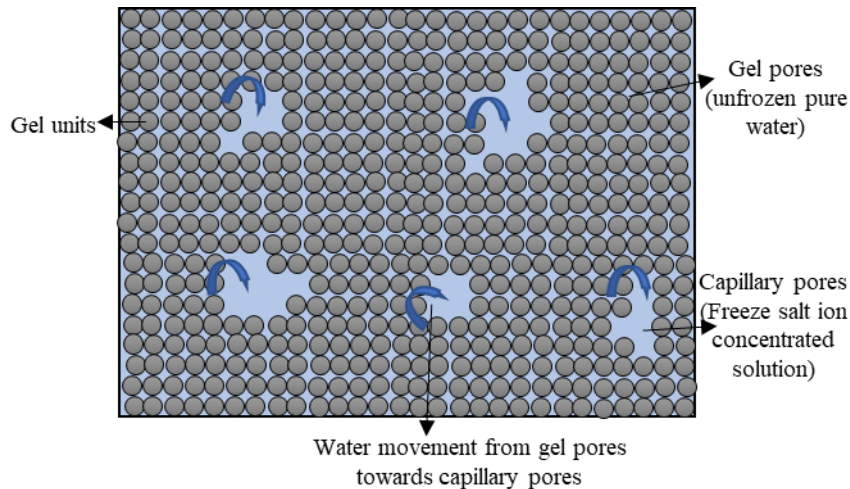 Gel units
Gel pores
(unfrozen pure
water)
Capillary pores
(Freeze salt ion
concentrated
solution)
Water movement from gel pores
towards capillary pores